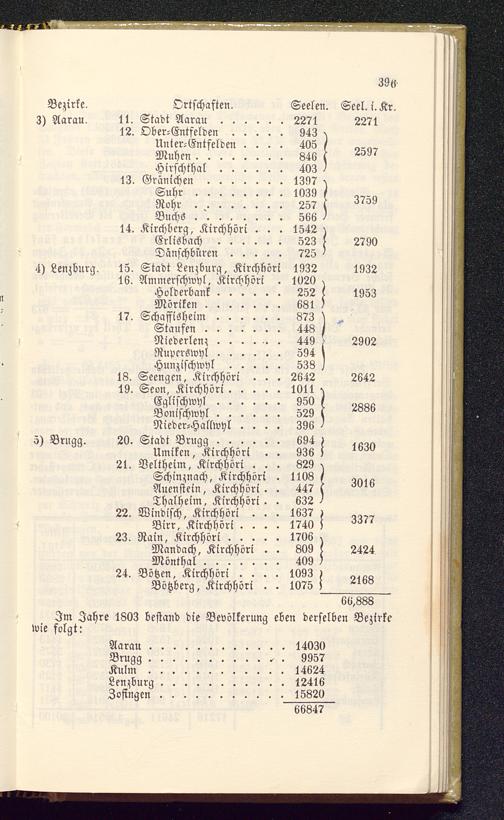 396
Bezirke. Ortschaften. Seelen. Seel. i. Kr.
3) Aarau. 11. Stadt Aarau . . . . . . 2271 2271
12. Ober-Entfelden . . . . . 943
Unter-Entfelden . . . . 405
Muhen . . . . . . . . 846 2597
Hirschthal . . . . . . . 403
13. Gränichen . . . . . . 1397
Suhr . . . . . . . . 1039
Rohr . . . . . . . . 257 3759
Buchs . . . . . . . . 566
14. Kirchberg, Kirchhöri . . . 1542
Erlisbach . . . . . . . 523 2790
Dänschbüren . . . . . . 725
4) Lenzburg. 15. Stadt Lenzburg, Kirchhöri 1932 1932
16. Ammerschwyl, Kirchhöri . 1020
Holderbank . . . . . . 252 1953
Möriken . . . . . . . 681
17. Schaffisheim . . . . . . 873
Staufen . . . . . . . 448
Niederlenz . . . . . . . 449 2902
Ruperswyl . . . . . . . 594
Hunzischwyl . . . . . . 538
18. Seengen, Kirchhöri . . . 2642 2642
19. Seon, Kirchhöri . . . . . 1011
Eglischwyl . . . . . . . 950
Bonischwyl . . . . . . 529 2886
Nieder-Hallwyl . . . . 396
5) Brugg. 20. Stadt Brugg . . . . . . 694
Umiken, Kirchhöri . . . 936 1630
21. Veltheim, Kirchhöri . . . 829
Schinznach, Kirchhöri . 1108
Auenstein, Kirchhöri . . 447 3016
Thalheim, Kirchhöri . . 632
22. Windisch, Kirchhöri . . . 1637
Birr, Kirchhöri . . . . 1740 3377
23. Rain, Kirchhöri . . . . . 1706
Mandach, Kirchhöri . . 809 2424
Mönthal . . . . . . . 409
24. Bötzen, Kirchhöri . . . . 1093
Bötzberg, Kirchhöri . . . 1075 2168
66,888
Im Jahre 1803 bestand die Bevölkerung eben derselben Bezirke
wie folgt:
Aarau . . . . . . . . . . . . 14030
Brugg . . . . . . . . . . . . 9957
Kulm . . . . . . . . . . . . 14624
Lenzburg . . . . . . . . . . . 12416
Zofingen . . . . . . . . . . . 15820
66847